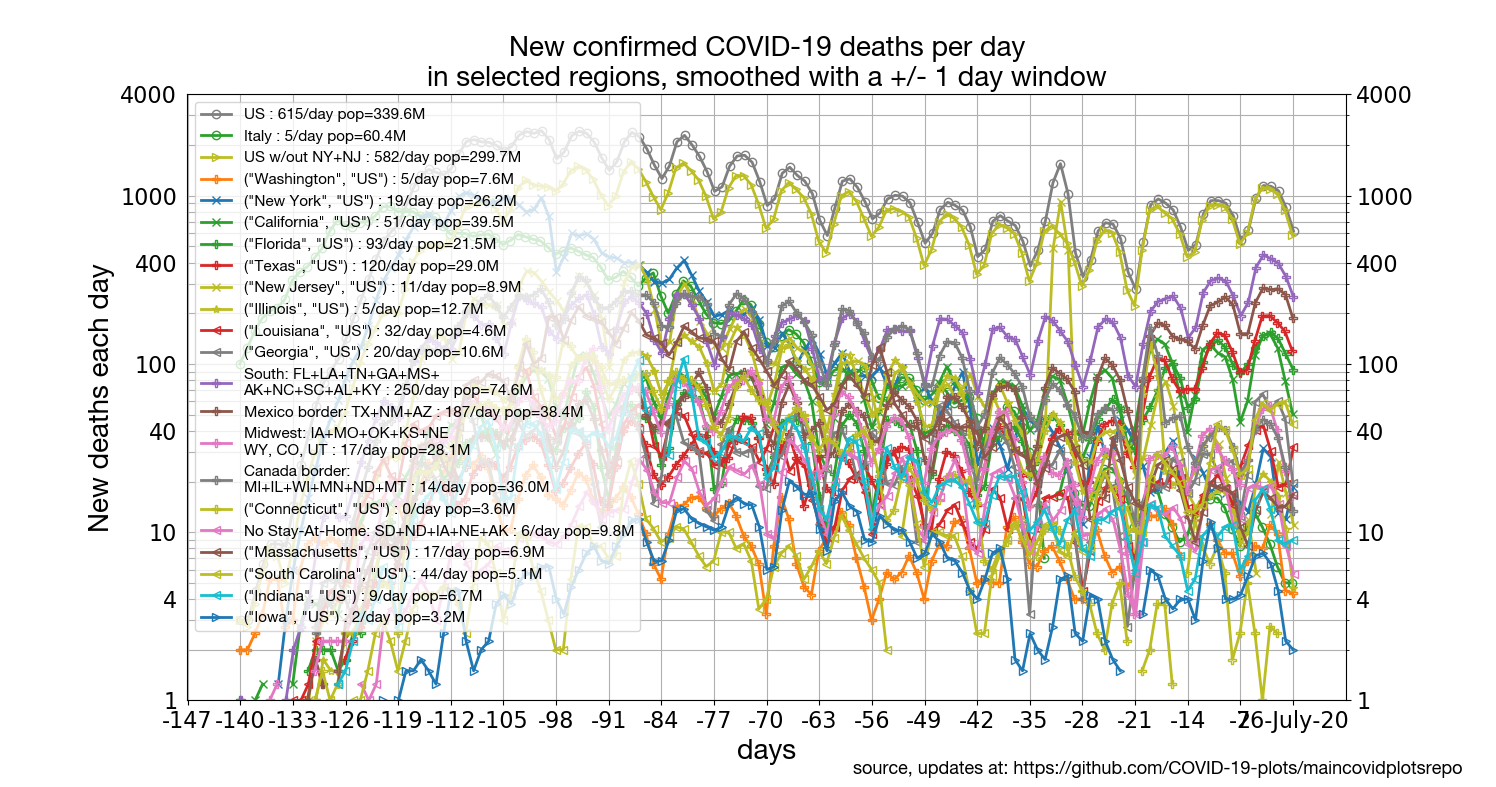 New confirmed COVID-19 deaths per day
in selected regions, smoothed with a +/- 1 day window
4000
1000
400
100
40
10
4
1
New deaths each day
US : 615/day pop=339.6M
Italy : 5/day pop=60.4M
US w/out NY+NJ : 582/day pop=299.7M
("Washington", "US") : 5/day pop=7.6M
("New York", "US") : 19/day pop=26.2M
("California", "US") : 51/day pop=39.5M
("Florida", "US") : 93/day pop=21.5M
("Texas", "US") : 120/day pop=29.0M
("New Jersey", "US") : 11/day pop=8.9M
("Illinois", "US") : 5/day pop=12.7M
("Louisiana", "US") : 32/day pop=4.6M
("Georgia", "US") : 20/day pop=10.6M
South: FL+LA+TN+GA+MS+
AK+NC+SC+AL+KY : 250/day pop=74.6M
Mexico border: TX+NM+AZ : 187/day pop=38.4M
Midwest: IA+MO+OK+KS+NE
WY, CO, UT : 17/day pop=28.1M
Canada border:
MI+IL+WI+MN+ND+MT : 14/day pop=36.0M
("Connecticut", "US") : 0/day pop=3.6M
No Stay-At-Home: SD+ND+IA+NE+AK : 6/day pop=9.8M
("Massachusetts", "US") : 17/day pop=6.9M
("South Carolina", "US") : 44/day pop=5.1M
("Indiana", "US") : 9/day pop=6.7M
("Iowa", "US") : 2/day pop=3.2M
4000
1000
400
100
40
10
4
1
-147 -140 -133 -126 -119 -112 -105 -98 -91 -84 -77 -70 -63 -56 -49 -42 -35 -28 -21 -14 -7 26-July-20
days
source, updates at: https://github.com/COVID-19-plots/maincovidplotsrepo